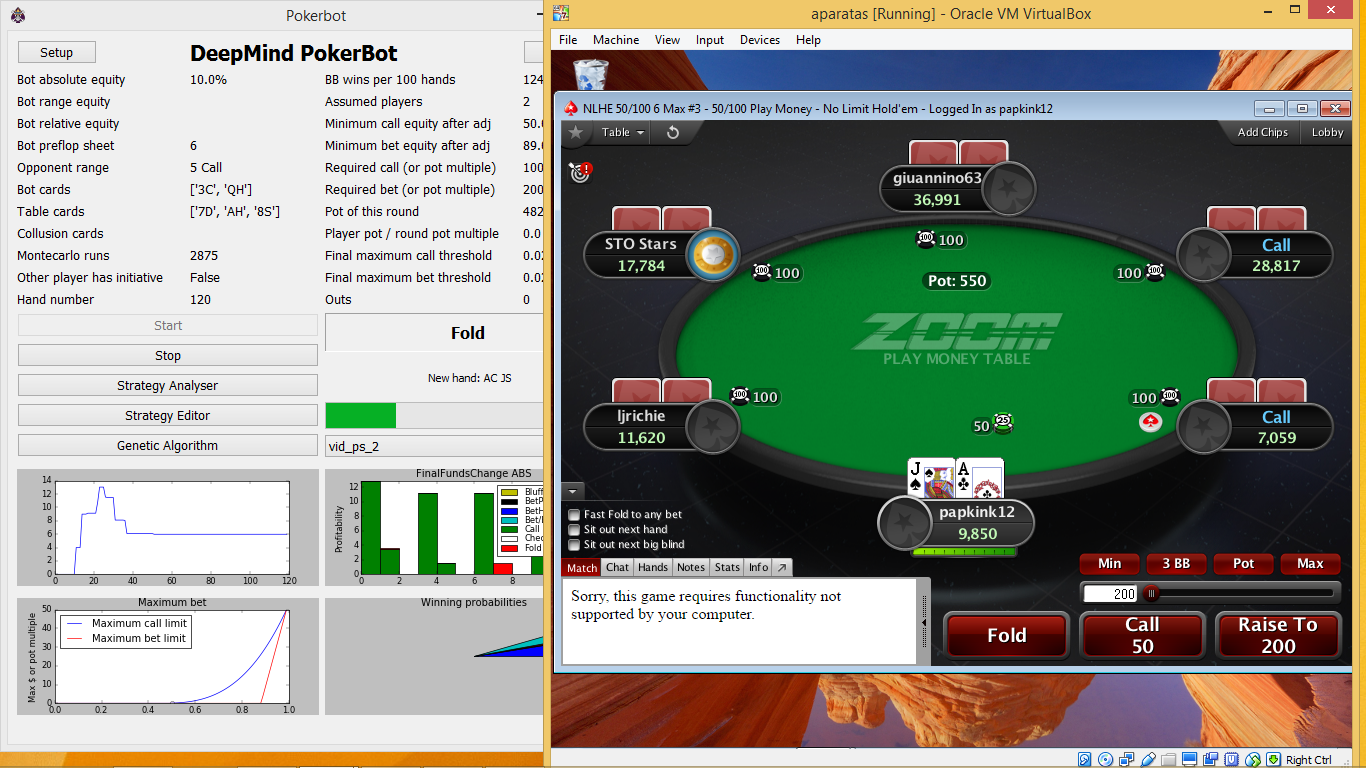 Pokerbot
Setup
DeepMind PokerBot
Bot absolute equity 10.0% BB wins per 100 hands 124
Bot range equity Assumed players 2
Bot relative equity Minimum call equity after adj 50.
Bot preflop sheet 6 Minimum bet equity after adj 89.
Opponent range 5 Call Required call (or pot multiple) 100
Bot cards ['3C', 'QH'] Required bet (or pot multiple) 200
Table cards ['7D', 'AH', '8S'] Pot of this round 482
Collusion cards Player pot / round pot multiple 0.0
Montecarlo runs 2875 Final maximum call threshold 0.0
Other player has initiative False Final maximum bet threshold 0.0
Hand number 120 Outs 0
Start
Fold
Stop
New hand: AC JS
Strategy Analyser
Strategy Editor
Genetic Algorithm
vid_ps_2
14
12
10
8
6
4
2
0
0 20 40 60 80 100 120
FinalFundsChange ABS
Profitability
12
10
8
6
4
2
0
0 2 4 6 8
Bluff
BetP
BetH
Bet/
Call
Chec
Fold
Maximum bet
Max $ or pot multiple
50
40
30
20
10
0
0.0 0.2 0.4 0.6 0.8 1.0
Maximum call limit
Maximum bet limit
Winning probabilities
aparatas [Running] - Oracle VM VirtualBox
File Machine View Input Devices Help
NLHE 50/100 6 Max #3 - 50/100 Play Money - No Limit Hold'em - Logged In as papkink12
Table
Add Chips
Lobby
giuannino63
36,991
STO Stars
17,784
Call
28,817
100
100
100
Pot: 550
ZOOM
PLAY MONEY TABLE
ljrichie
11,620
100
50
25
100
Call
7,059
J A
papkink12
9,850
Fast Fold to any bet
Sit out next hand
Sit out next big blind
Match Chat Hands Notes Stats Info
Sorry, this game requires functionality not
supported by your computer.
Min 3 BB Pot Max
200
Fold
Call
50
Raise To
200
Right Ctrl